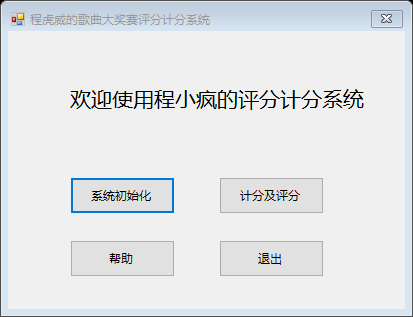 程虎威的歌曲大奖赛评分计分系统
欢迎使用程小疯的评分计分系统
系统初始化
计分及评分
帮助
退出